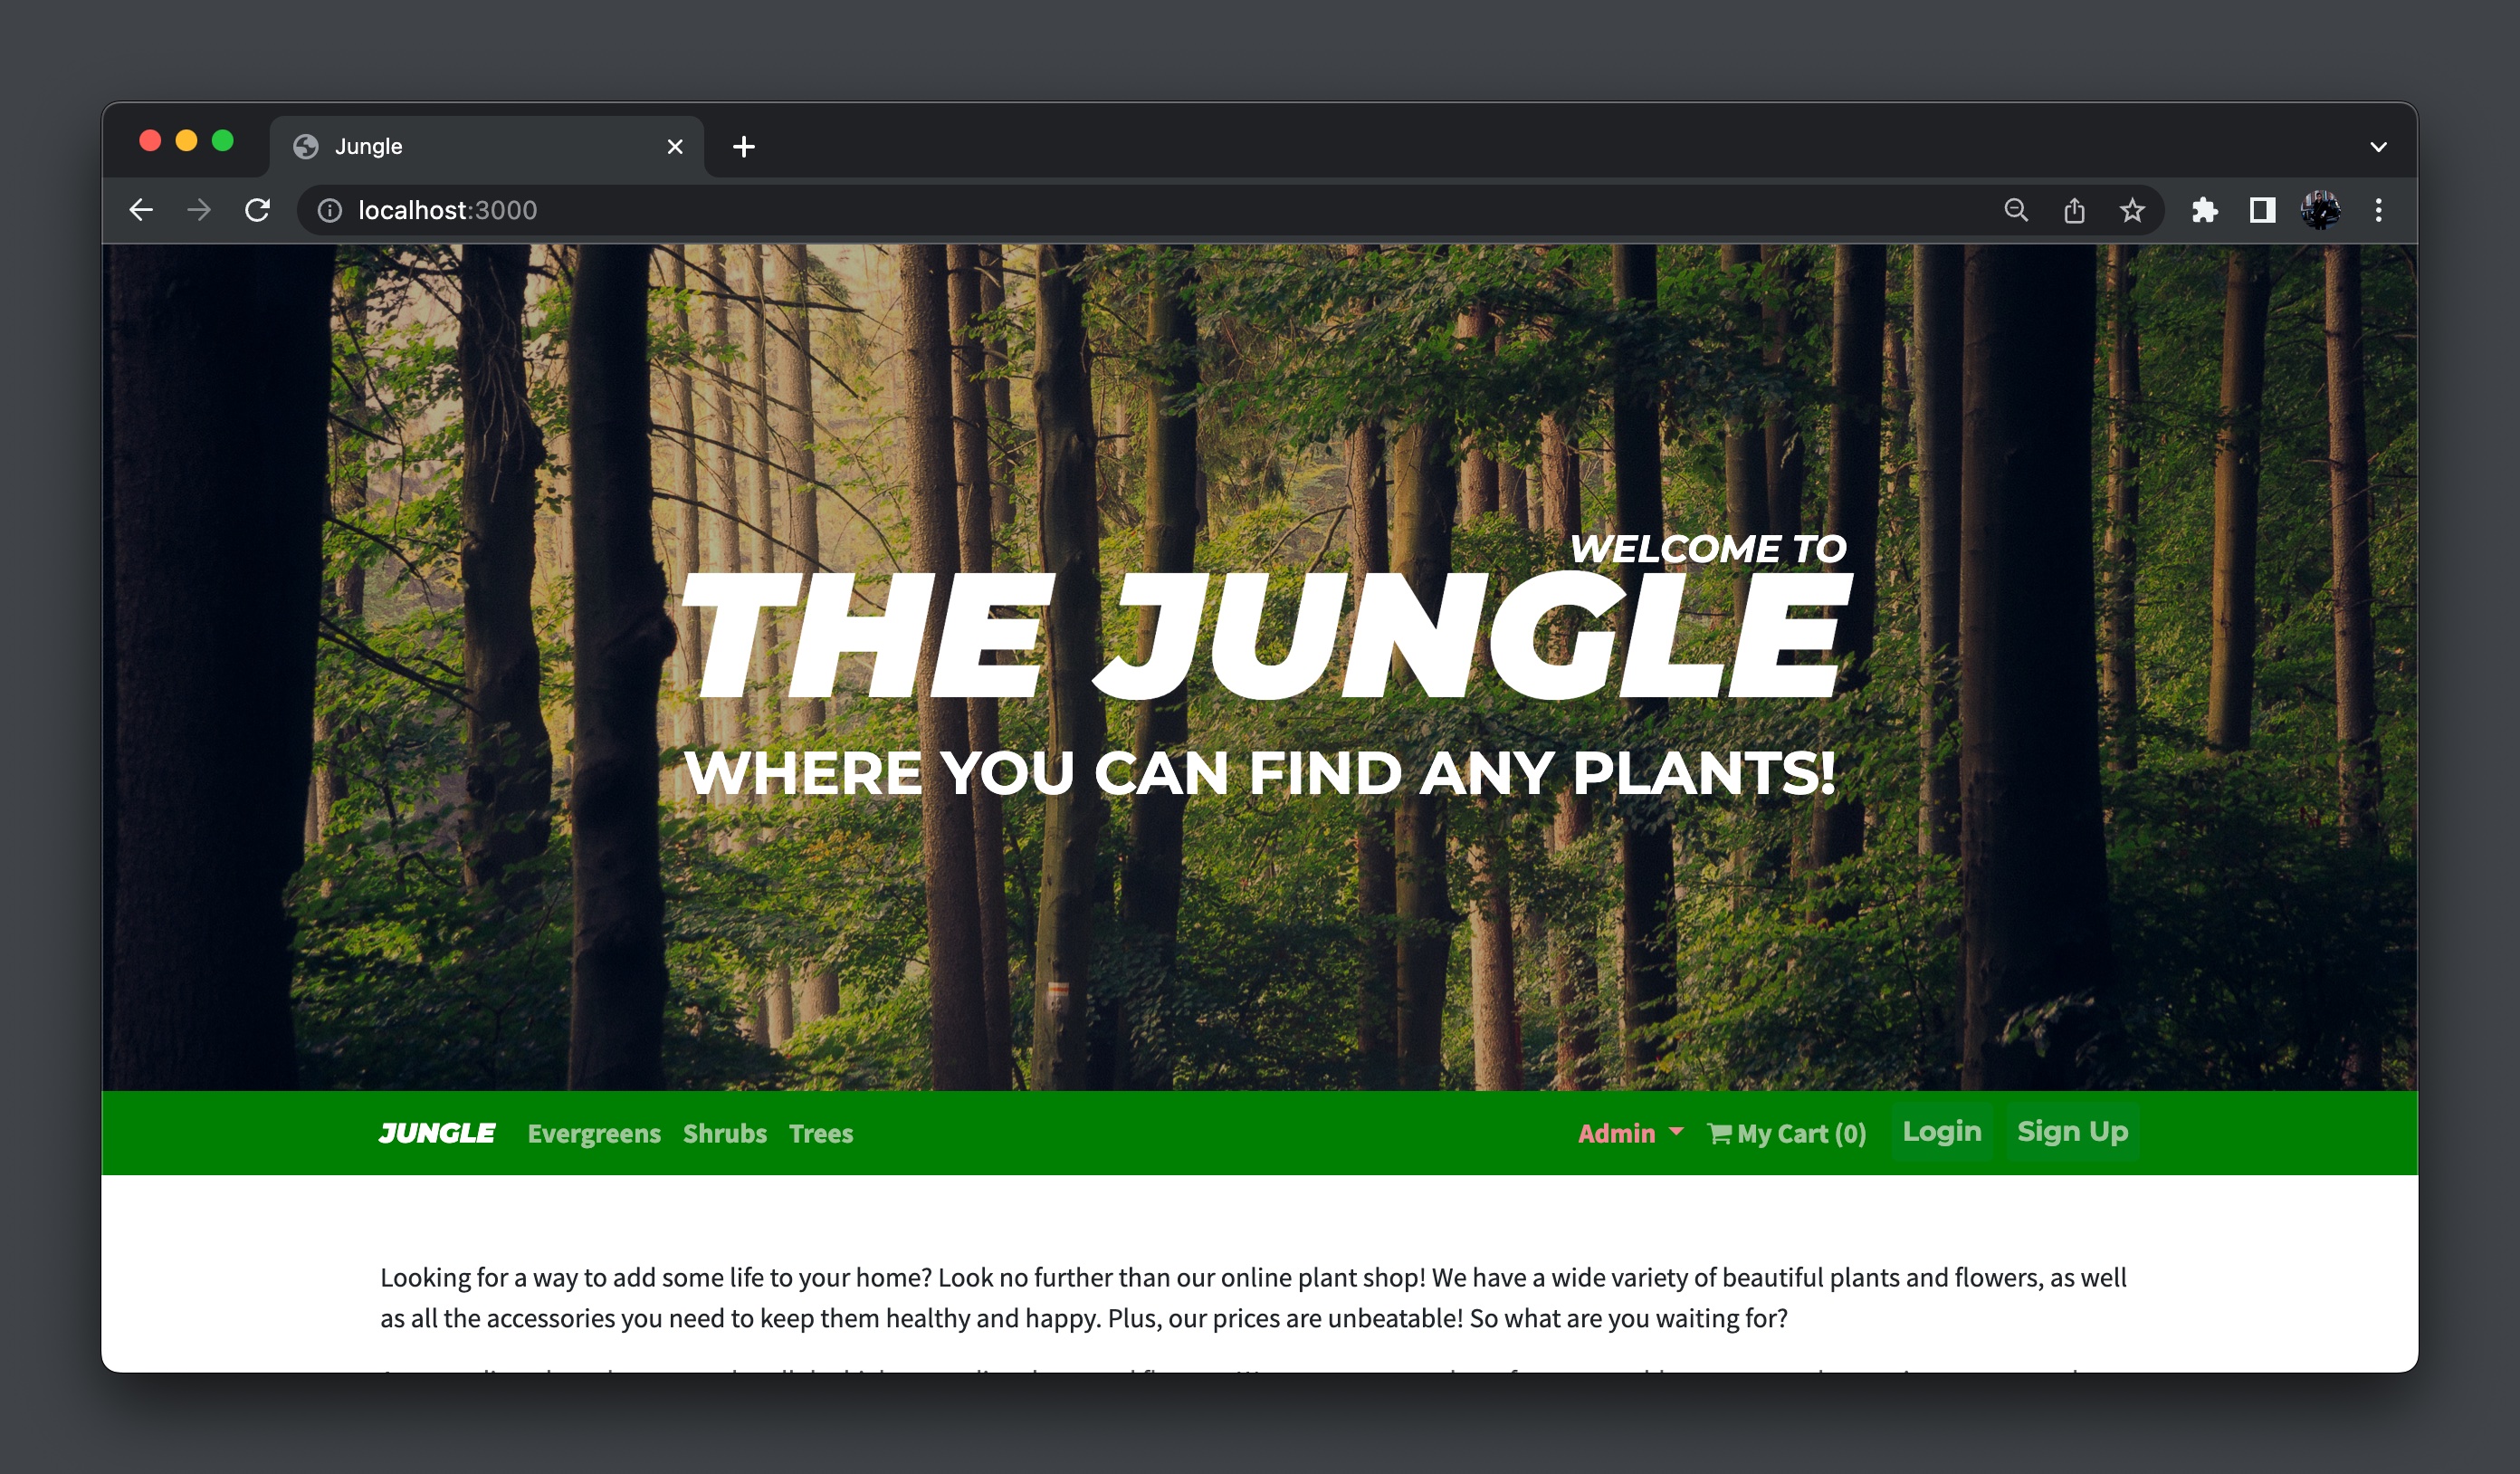 Jungle
localhost:3000
WELCOME TO
THE JUNGLE
WHERE YOU CAN FIND ANY PLANTS!
JUNGLE Evergreens Shrubs Trees Admin My Cart (0) Login Sign Up
Looking for a way to add some life to your home? Look no further than our online plant shop! We have a wide variety of beautiful plants and flowers, as well
as all the accessories you need to keep them healthy and happy. Plus, our prices are unbeatable! So what are you waiting for?